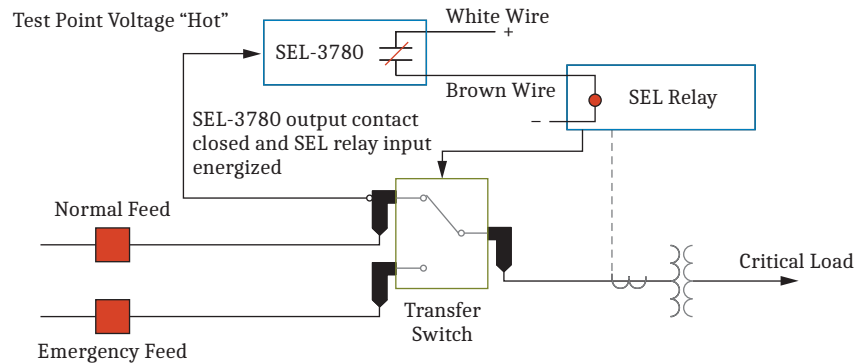 Test Point Voltage “Hot”
White Wire
+
SEL-3780
Brown Wire
–
SEL Relay
SEL-3780 output contact
closed and SEL relay input
energized
Normal Feed
Critical Load
Transfer
Switch
Emergency Feed